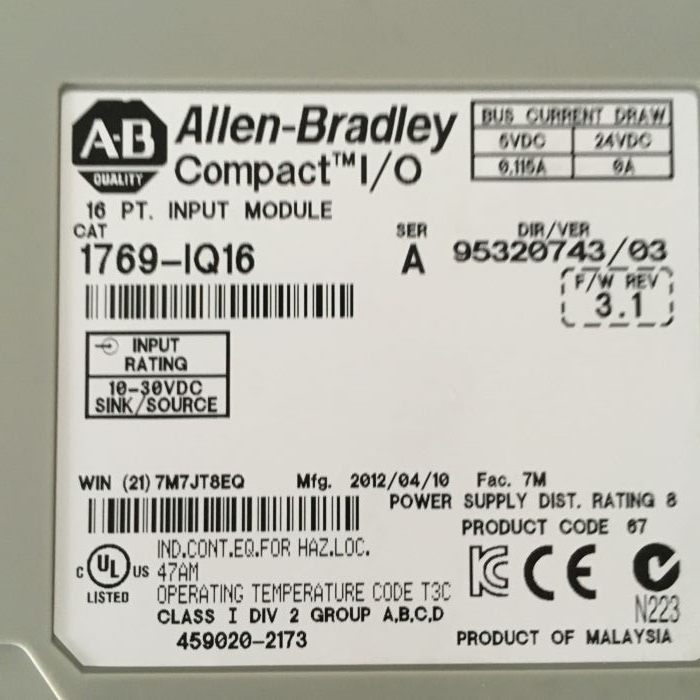 A-B
QUALITY
Allen-Bradley
Compact™ I/O
BUS CURRENT DRAW
5VDC 24VDC
0.115A 0A
16 PT. INPUT MODULE
CAT SER DIR/VER
1769-IQ16 A 95320743/03
F/W REV
3.1
INPUT
RATING
10-30VDC
SINK/SOURCE
WIN (21) 7M7JT8EQ Mfg. 2012/04/10 Fac. 7M
POWER SUPPLY DIST. RATING 8
PRODUCT CODE 67
C UL US
LISTED
IND.CONT.EQ.FOR HAZ.LOC.
47AM
OPERATING TEMPERATURE CODE T3C
CLASS I DIV 2 GROUP A,B,C,D
459020-2173
CE
N223
PRODUCT OF MALAYSIA